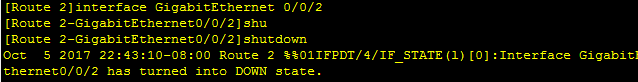 [Route 2]interface GigabitEthernet 0/0/2
[Route 2-GigabitEthernet0/0/2]shu
[Route 2-GigabitEthernet0/0/2]shutdown
Oct  5 2017 22:43:10-08:00 Route 2 %%01IFPDT/4/IF_STATE(l)[0]:Interface Gigabit
thernet0/0/2 has turned into DOWN state.